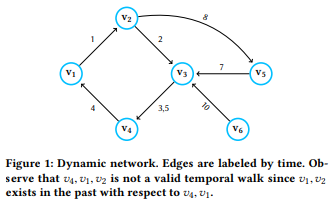 v2
8
1
2
v1
v3
7
v5
4
3,5
10
v4
v6
Figure 1: Dynamic network. Edges are labeled by time. Ob-
serve that v4, v1, v2 is not a valid temporal walk since v1, v2
exists in the past with respect to v4, v1.